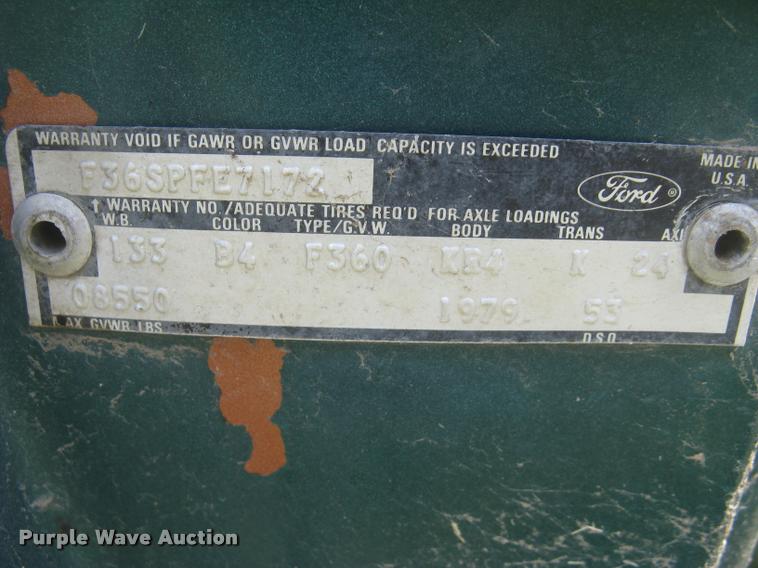 WARRANTY VOID IF GAWR OR GVWR LOAD CAPACITY IS EXCEEDED
MADE IN
U.S.A.
F36SPFE7172
Ford ®
↑ WARRANTY NO./ADEQUATE TIRES REQ'D FOR AXLE LOADINGS
W.B. COLOR TYPE/G.V.W. BODY TRANS
133 B4 F360 KB4 K 24
08550 1979 53
MAX GVWR LBS D.S.O.
Purple Wave Auction